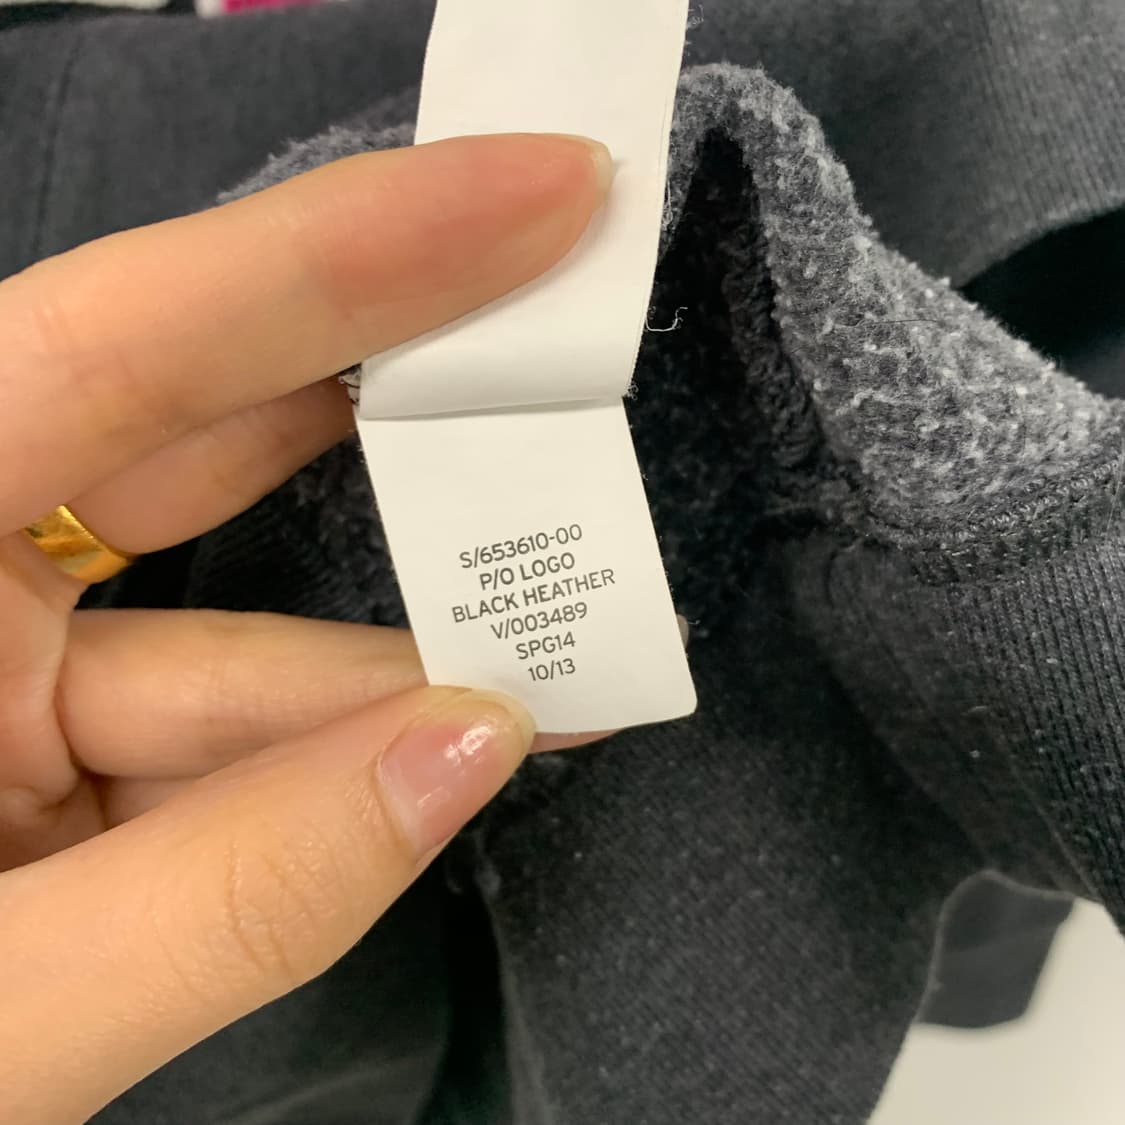 S/653610-00
P/O LOGO
BLACK HEATHER
V/003489
SPG14
10/13